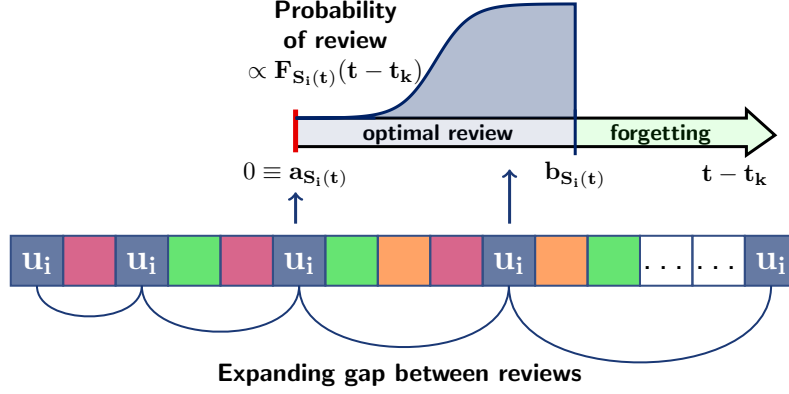 Probability
of review
∝ F_{S_i(t)}(t − t_k)
optimal review forgetting
0 ≡ a_{S_i(t)} b_{S_i(t)} t − t_k
u_i u_i u_i u_i ... ... u_i
Expanding gap between reviews